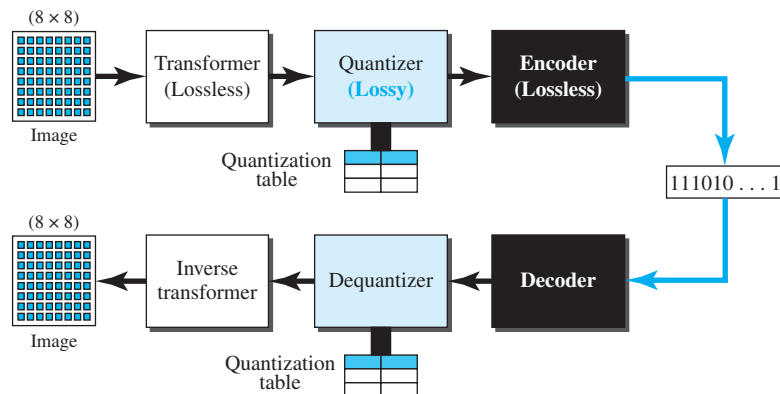 (8 × 8)
Image
Transformer
(Lossless)
Quantizer
(Lossy)
Encoder
(Lossless)
Quantization
table
111010 . . . 1
(8 × 8)
Image
Inverse
transformer
Dequantizer
Decoder
Quantization
table